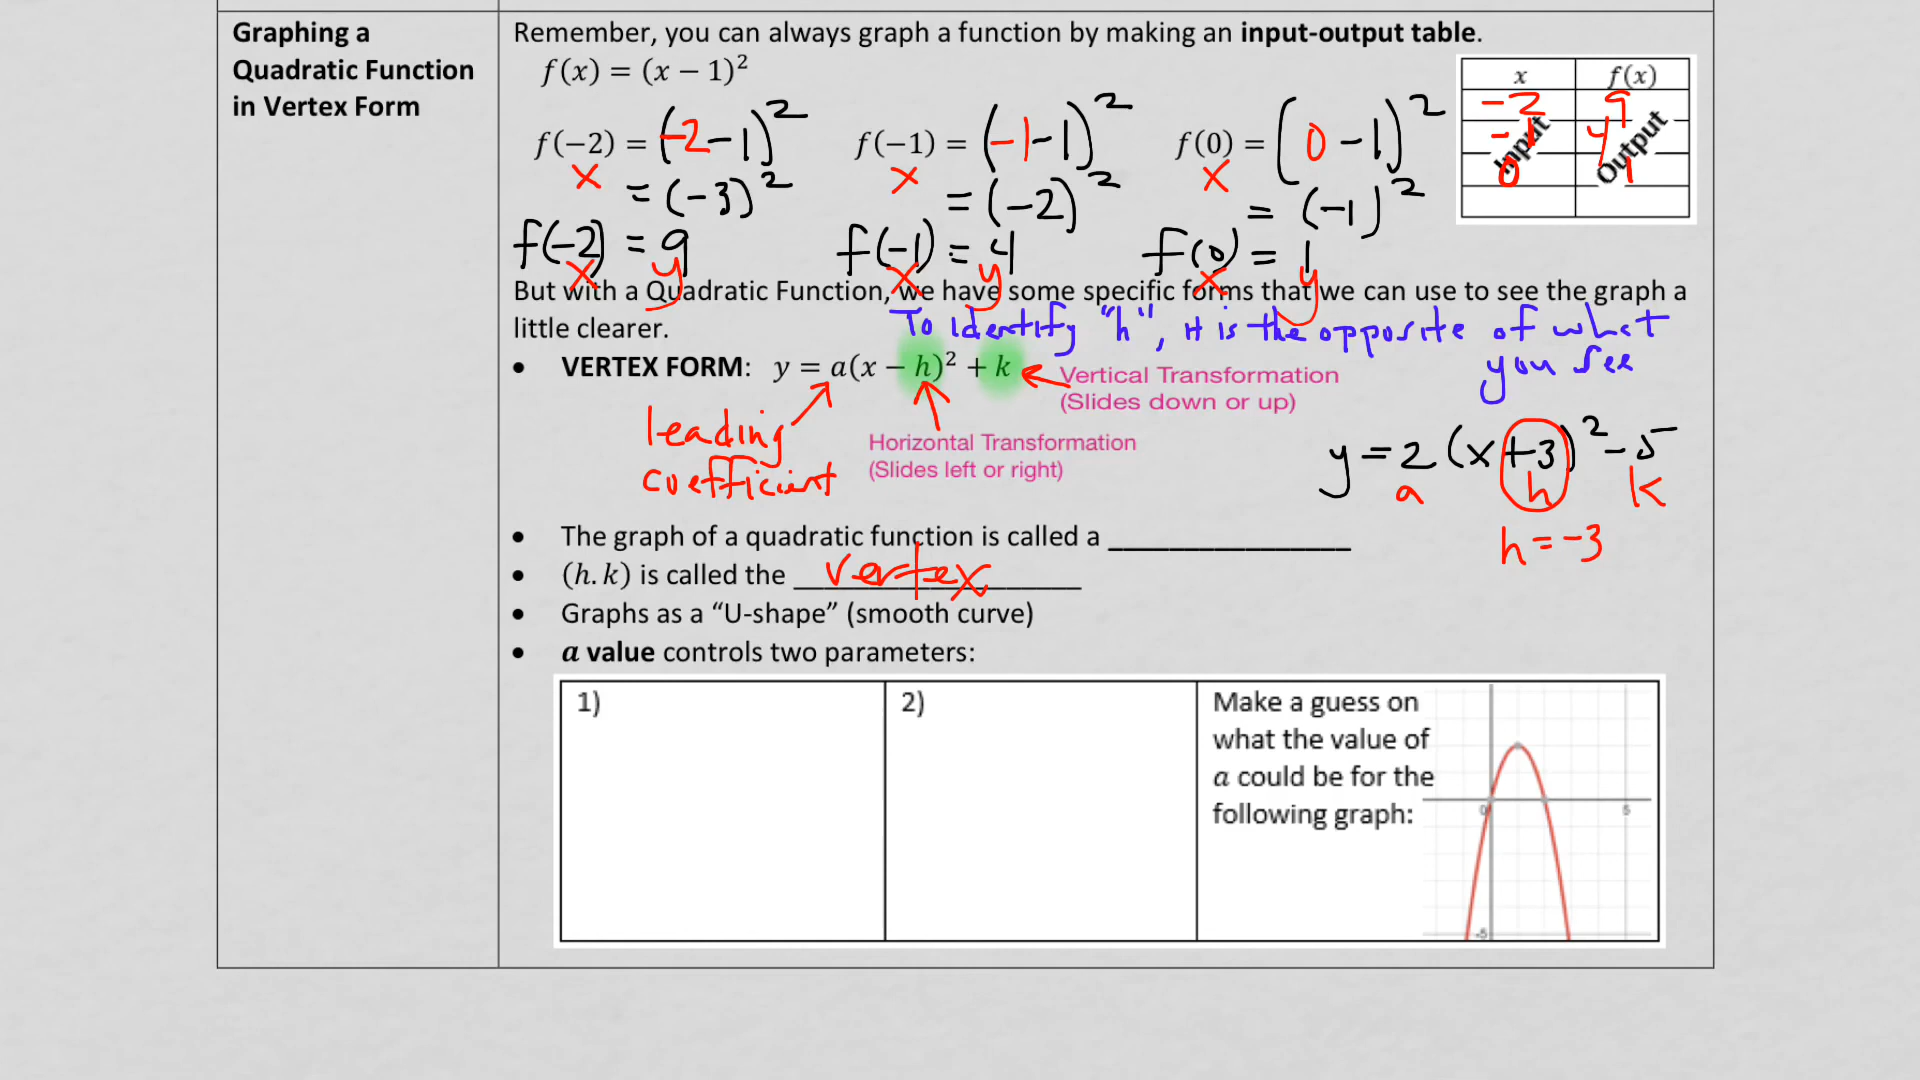 Graphing a
Quadratic Function
in Vertex Form
Remember, you can always graph a function by making an input-output table.
f(x) = (x − 1)²
f(−2) = (−2−1)²
x
= (−3)²
f(−2) = 9
x y
f(−1) = (−1−1)²
x
= (−2)²
f(−1) = 4
x y
f(0) = (0−1)²
x
= (−1)²
f(0) = 1
x y
x f(x)
−2 9
−1 4
0 1
Input Output
But with a Quadratic Function, we have some specific forms that we can use to see the graph a
little clearer.
To identify "h", it is the opposite of what
you see
• VERTEX FORM: y = a(x − h)² + k
Vertical Transformation
(Slides down or up)
leading
coefficient
Horizontal Transformation
(Slides left or right)
y = 2(x+3)² − 5
a h k
h = −3
• The graph of a quadratic function is called a ________________
• (h.k) is called the vertex
• Graphs as a “U-shape” (smooth curve)
• a value controls two parameters:
1)
2)
Make a guess on
what the value of
a could be for the
following graph:
0 5
-5